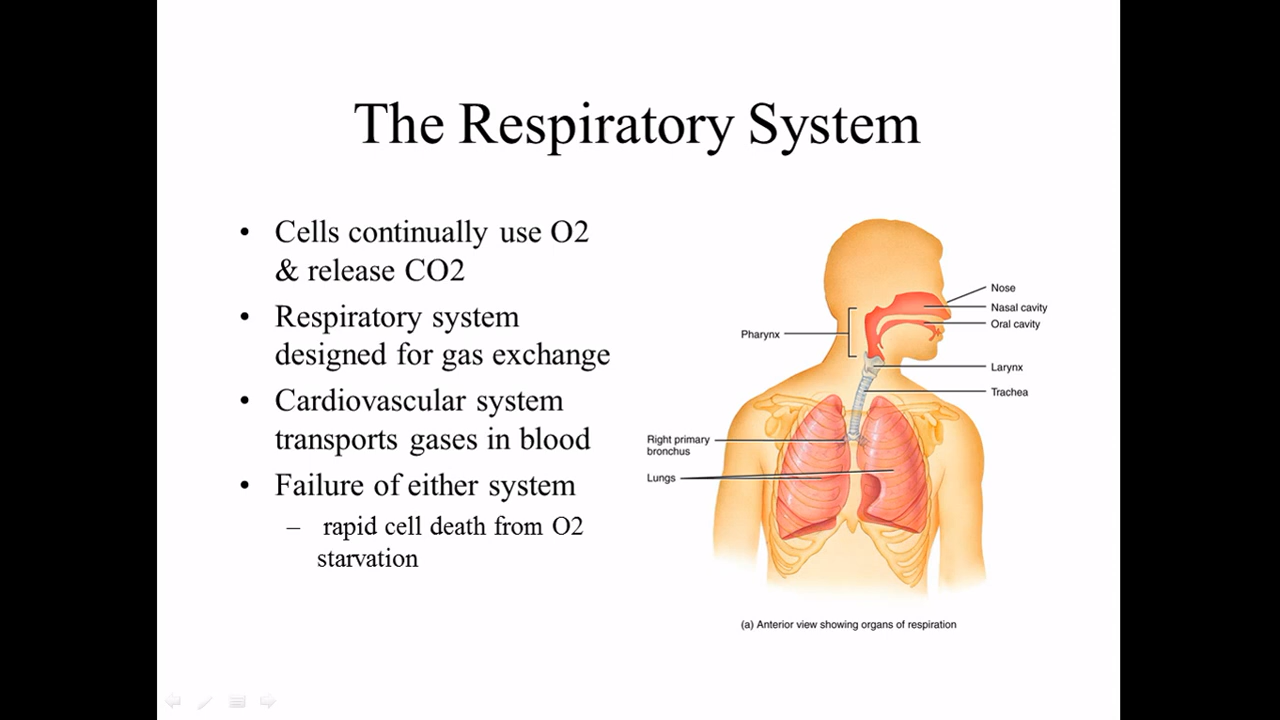 The Respiratory System
• Cells continually use O2
& release CO2
• Respiratory system
designed for gas exchange
• Cardiovascular system
transports gases in blood
• Failure of either system
– rapid cell death from O2
starvation
Nose
Nasal cavity
Oral cavity
Pharynx
Larynx
Trachea
Right primary
bronchus
Lungs
(a) Anterior view showing organs of respiration